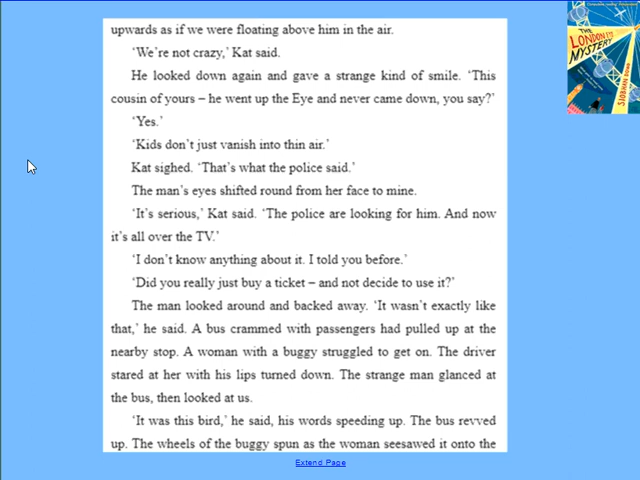 upwards as if we were floating above him in the air.
‘We’re not crazy,’ Kat said.
He looked down again and gave a strange kind of smile. ‘This
cousin of yours – he went up the Eye and never came down, you say?’
‘Yes.’
‘Kids don’t just vanish into thin air.’
Kat sighed. ‘That’s what the police said.’
The man’s eyes shifted round from her face to mine.
‘It’s serious,’ Kat said. ‘The police are looking for him. And now
it’s all over the TV.’
‘I don’t know anything about it. I told you before.’
‘Did you really just buy a ticket – and not decide to use it?’
The man looked around and backed away. ‘It wasn’t exactly like
that,’ he said. A bus crammed with passengers had pulled up at the
nearby stop. A woman with a buggy struggled to get on. The driver
stared at her with his lips turned down. The strange man glanced at
the bus, then looked at us.
‘It was this bird,’ he said, his words speeding up. The bus revved
up. The wheels of the buggy spun as the woman seesawed it onto the
Extend Page
THE
LONDON EYE
MYSTERY
SIOBHAN DOWD